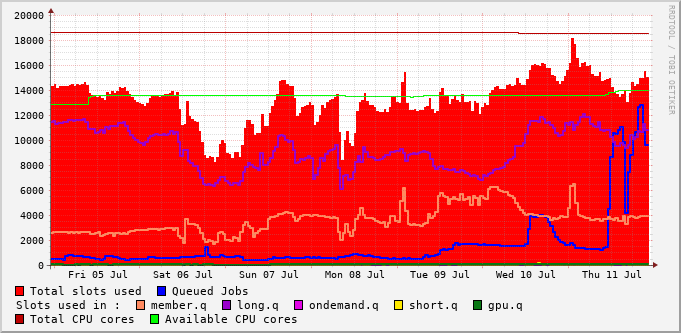 20000
18000
16000
14000
12000
10000
8000
6000
4000
2000
0
Fri 05 Jul Sat 06 Jul Sun 07 Jul Mon 08 Jul Tue 09 Jul Wed 10 Jul Thu 11 Jul
RRDTOOL / TOBI OETIKER
Total slots used Queued Jobs
Slots used in : member.q long.q ondemand.q short.q gpu.q
Total CPU cores Available CPU cores